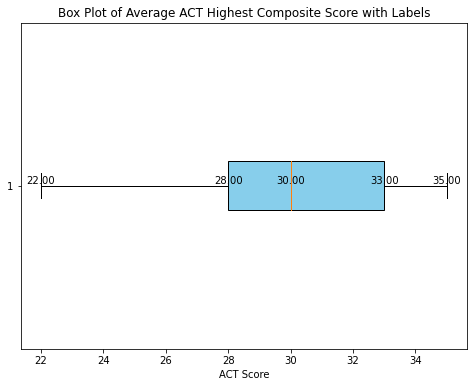 Box Plot of Average ACT Highest Composite Score with Labels
1
22.00 28.00 30.00 33.00 35.00
22 24 26 28 30 32 34
ACT Score